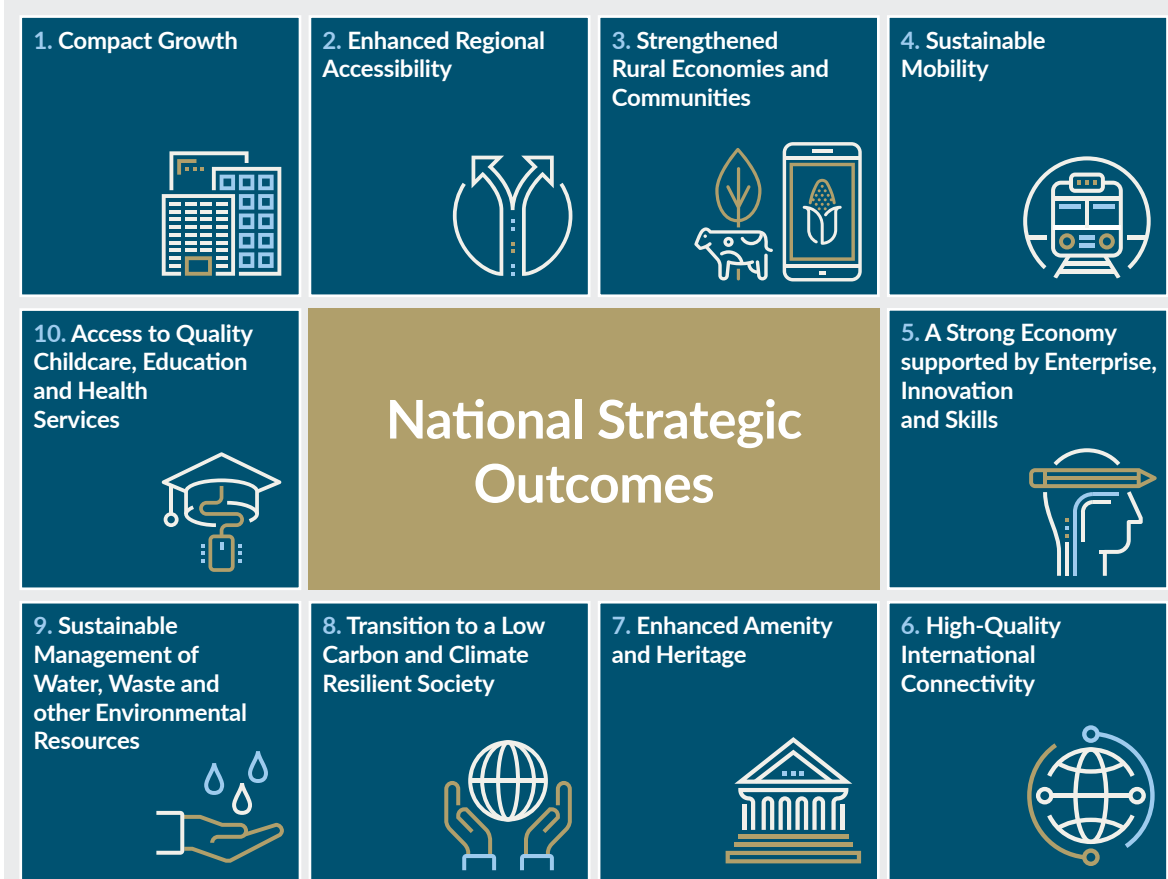 1. Compact Growth
2. Enhanced Regional
Accessibility
3. Strengthened
Rural Economies and
Communities
4. Sustainable
Mobility
10. Access to Quality
Childcare, Education
and Health
Services
National Strategic
Outcomes
5. A Strong Economy
supported by Enterprise,
Innovation
and Skills
9. Sustainable
Management of
Water, Waste and
other Environmental
Resources
8. Transition to a Low
Carbon and Climate
Resilient Society
7. Enhanced Amenity
and Heritage
6. High-Quality
International
Connectivity